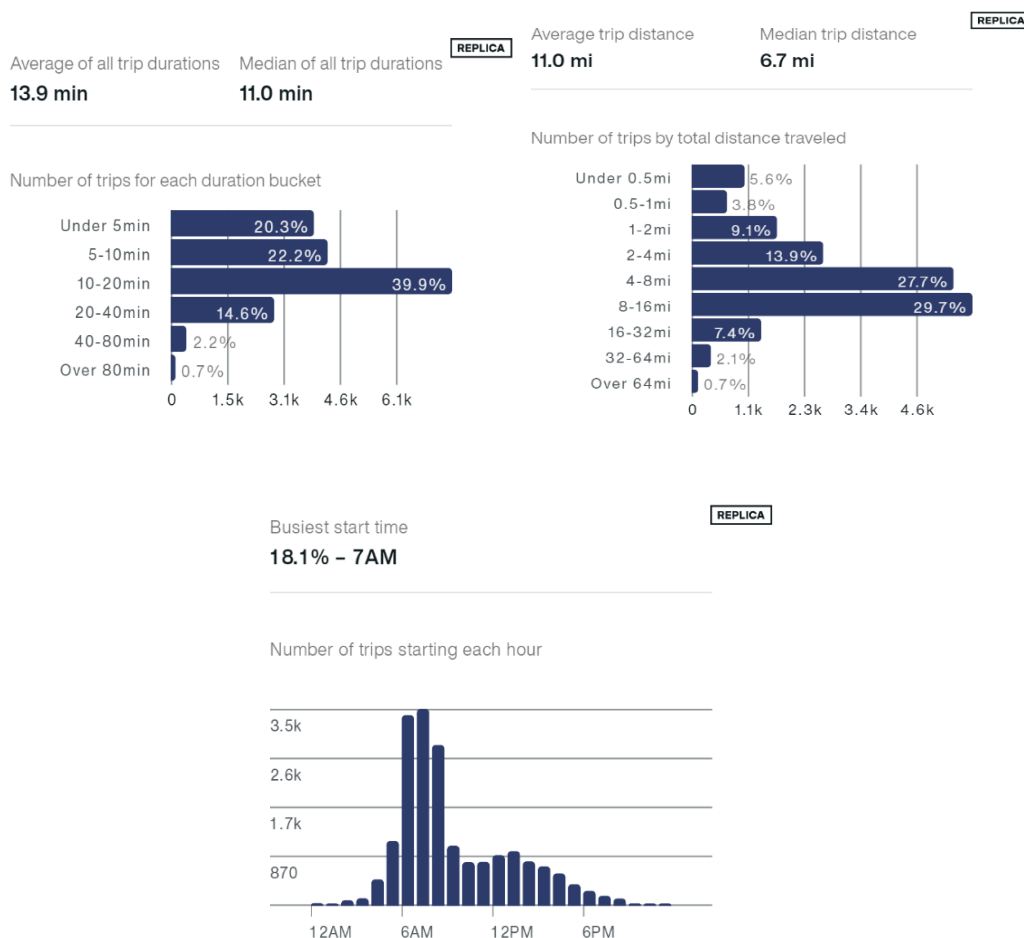 REPLICA
Average of all trip durations
13.9 min
Median of all trip durations
11.0 min
Number of trips for each duration bucket
Under 5min 20.3%
5-10min 22.2%
10-20min 39.9%
20-40min 14.6%
40-80min 2.2%
Over 80min 0.7%
0 1.5k 3.1k 4.6k 6.1k
REPLICA
Average trip distance
11.0 mi
Median trip distance
6.7 mi
Number of trips by total distance traveled
Under 0.5mi 5.6%
0.5-1mi 3.8%
1-2mi 9.1%
2-4mi 13.9%
4-8mi 27.7%
8-16mi 29.7%
16-32mi 7.4%
32-64mi 2.1%
Over 64mi 0.7%
0 1.1k 2.3k 3.4k 4.6k
REPLICA
Busiest start time
18.1% – 7AM
Number of trips starting each hour
3.5k
2.6k
1.7k
870
12AM 6AM 12PM 6PM